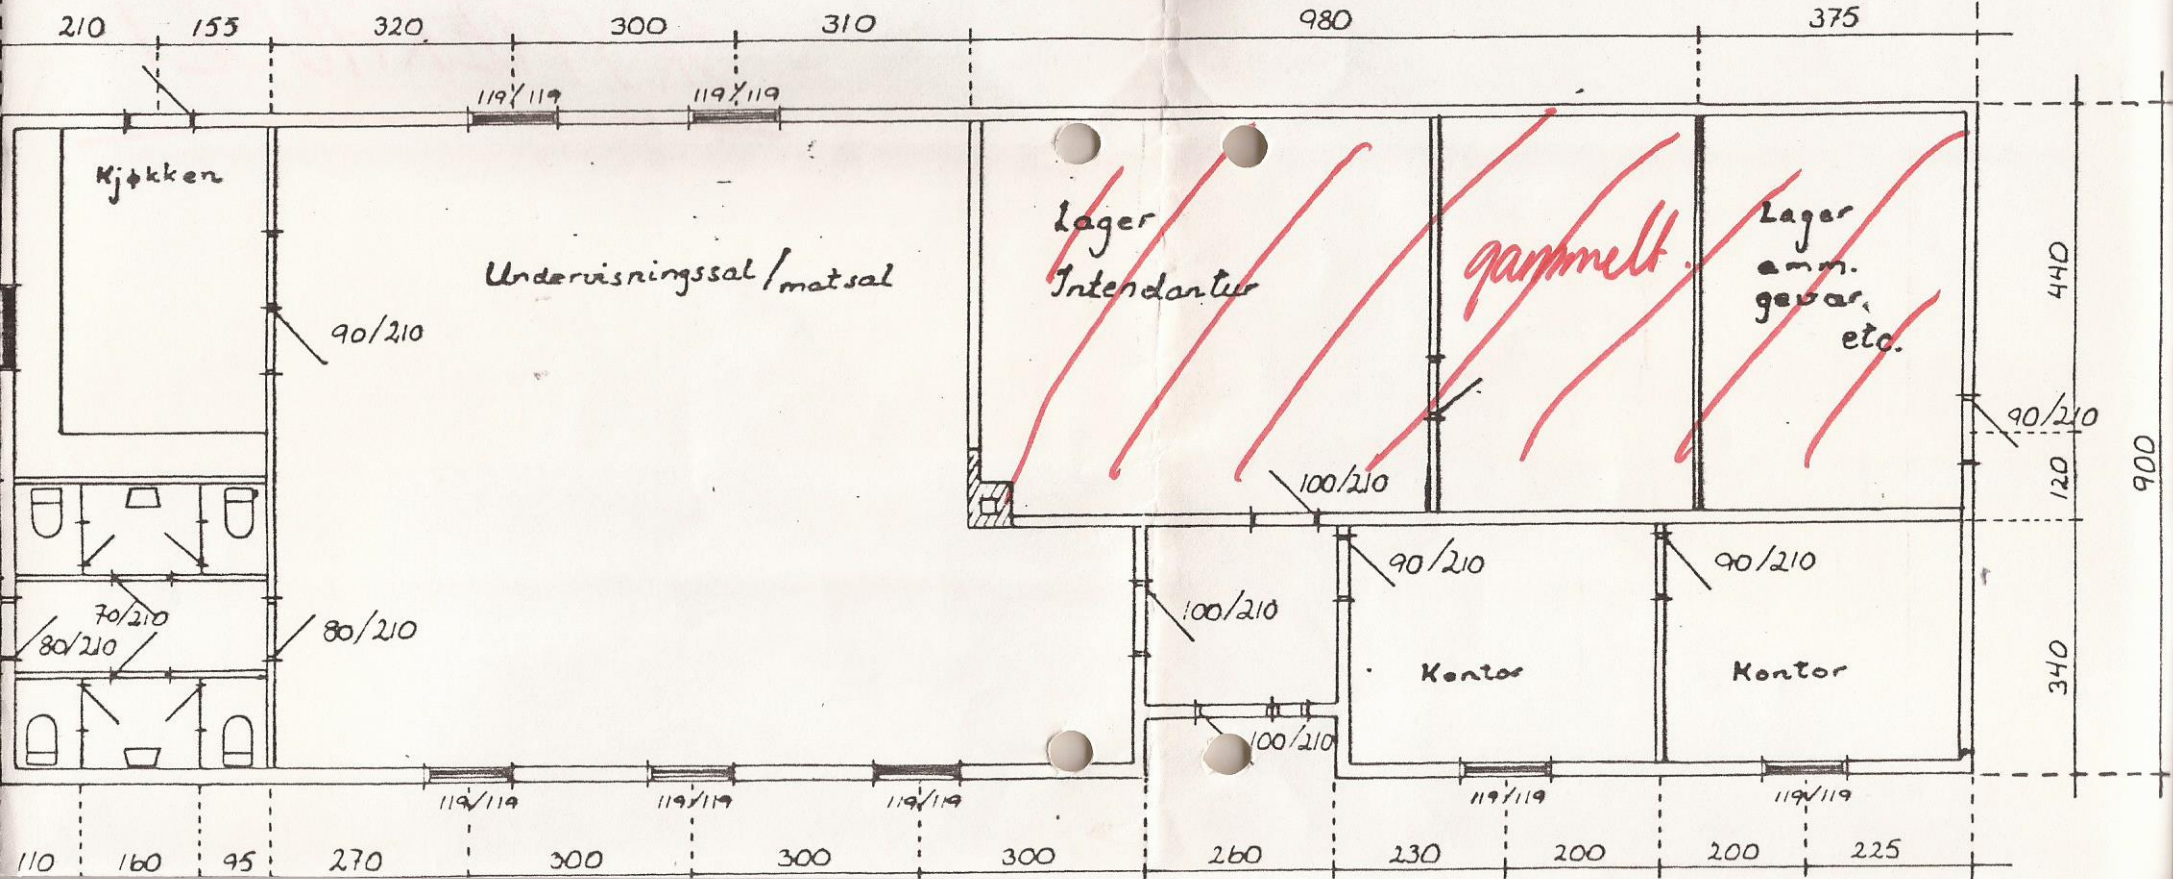 210 155 320 300 310 980 375
119/119 119/119
Kjøkken
Undervisningssal/matsal
Lager
Intendantur
gammelt.
Lager
amm.
gevær.
etc.
90/210
90/210
440
120
900
340
100/210
90/210
90/210
100/210
70/210
80/210
80/210
Kontor
Kontor
100/210
119/119 119/119 119/119 119/119 119/119
110 160 95 270 300 300 300 260 230 200 200 225